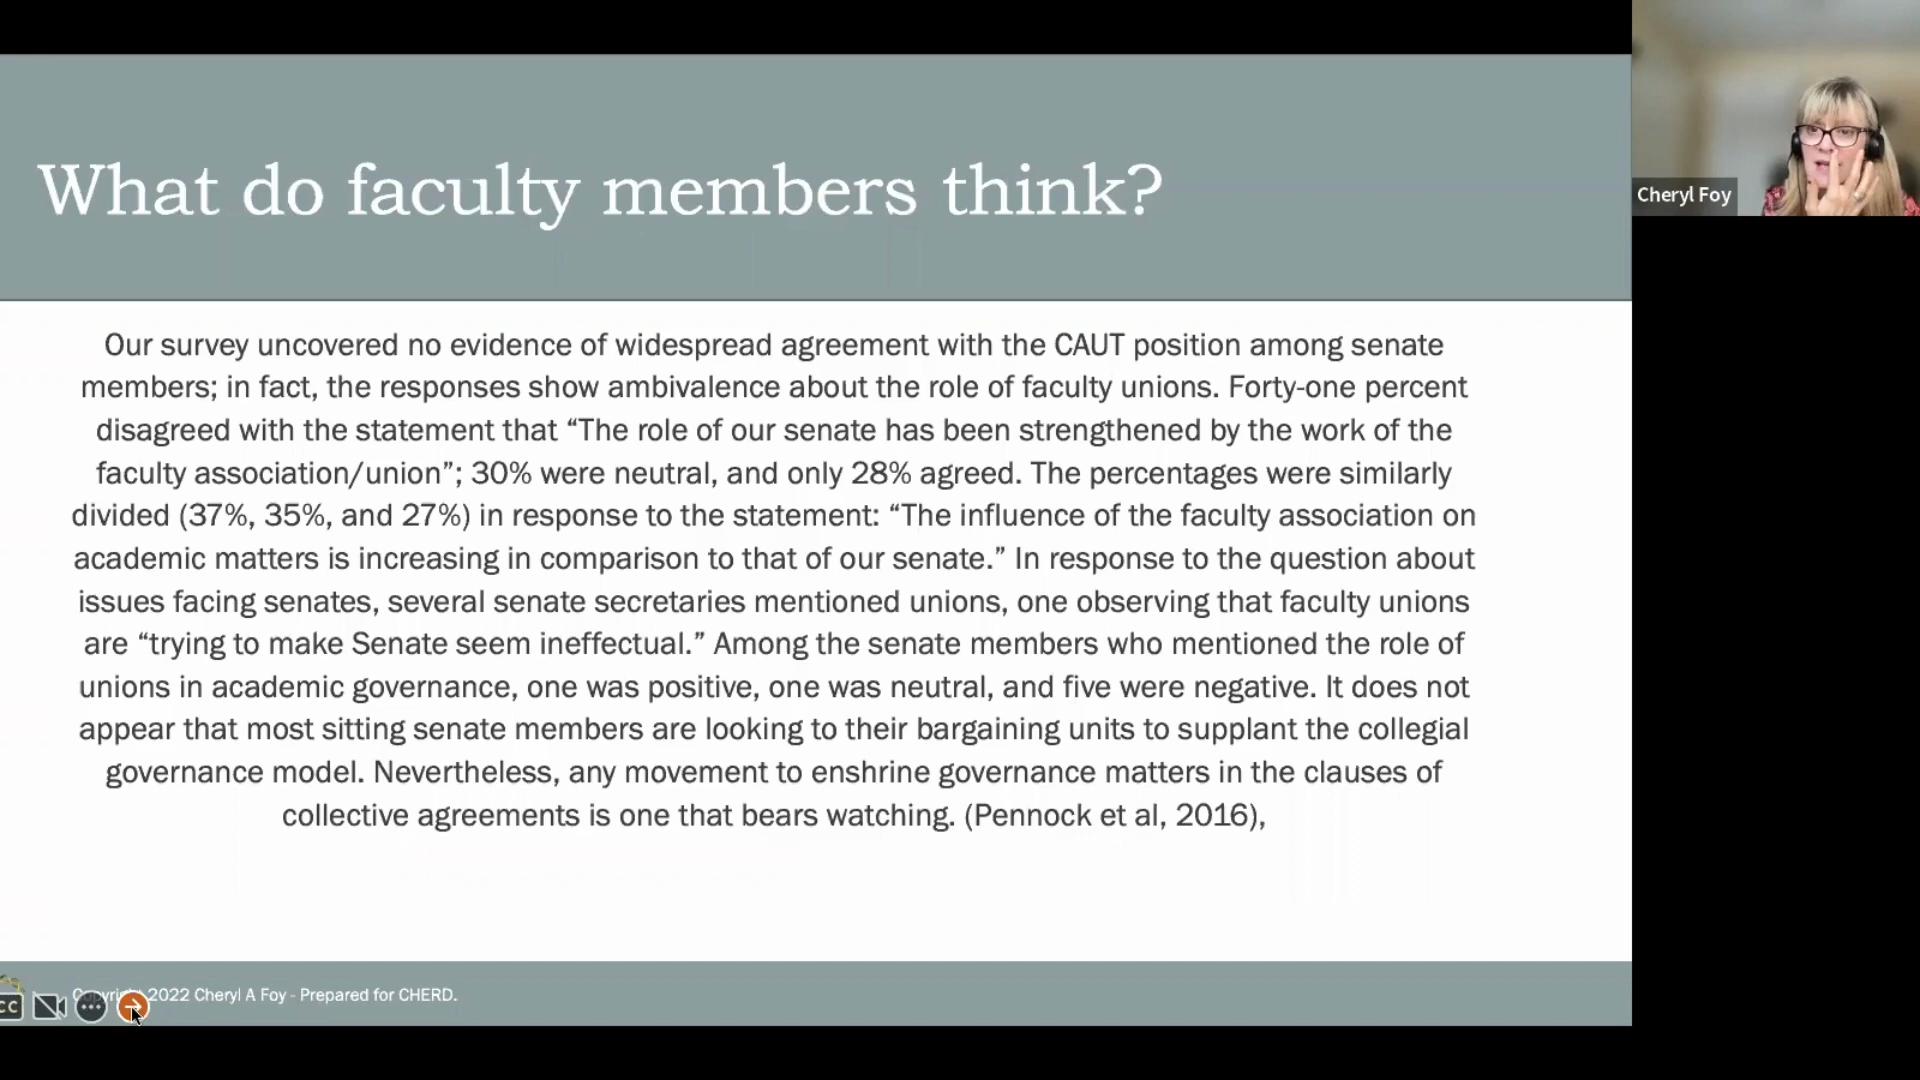 What do faculty members think?
Cheryl Foy
Our survey uncovered no evidence of widespread agreement with the CAUT position among senate
members; in fact, the responses show ambivalence about the role of faculty unions. Forty-one percent
disagreed with the statement that “The role of our senate has been strengthened by the work of the
faculty association/union”; 30% were neutral, and only 28% agreed. The percentages were similarly
divided (37%, 35%, and 27%) in response to the statement: “The influence of the faculty association on
academic matters is increasing in comparison to that of our senate.” In response to the question about
issues facing senates, several senate secretaries mentioned unions, one observing that faculty unions
are “trying to make Senate seem ineffectual.” Among the senate members who mentioned the role of
unions in academic governance, one was positive, one was neutral, and five were negative. It does not
appear that most sitting senate members are looking to their bargaining units to supplant the collegial
governance model. Nevertheless, any movement to enshrine governance matters in the clauses of
collective agreements is one that bears watching. (Pennock et al, 2016),
Copyright 2022 Cheryl A Foy - Prepared for CHERD.
CC